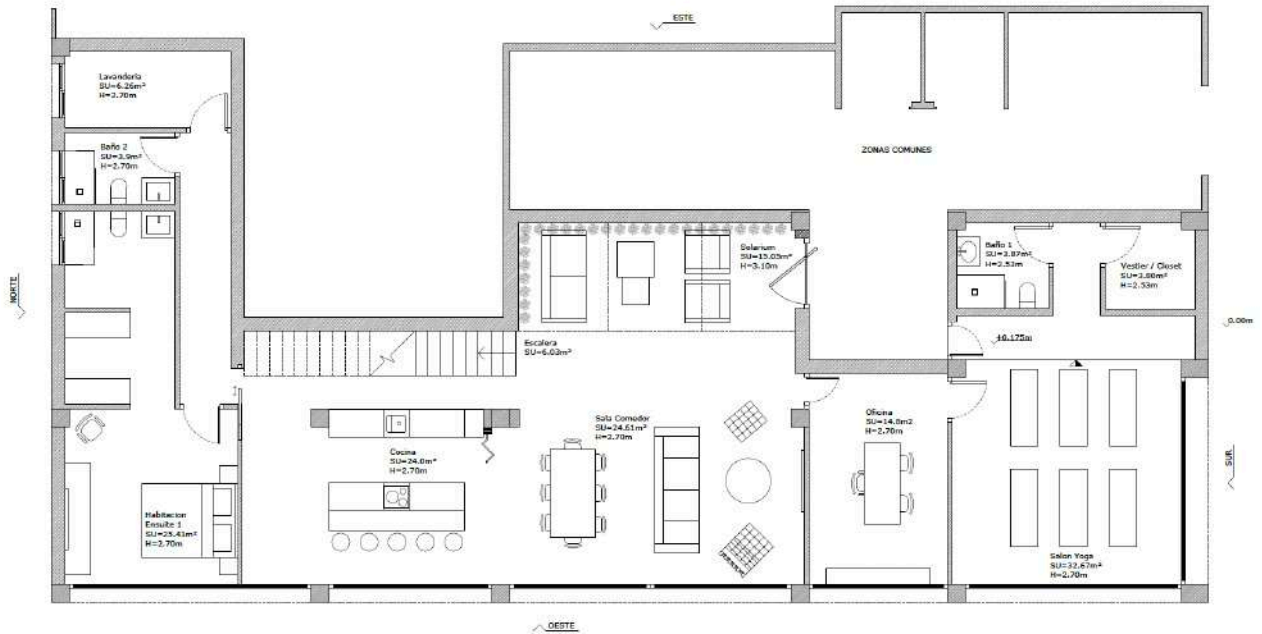 ESTE
Lavanderia
SU=6.26m²
H=2.70m
Baño 2
SU=3.9m²
H=2.70m
ZONAS COMUNES
Solarium
SU=15.05m²
H=3.10m
Baño 1
SU=3.87m²
H=2.53m
Vestier / Closet
SU=3.80m²
H=2.53m
NORTE
0.00m
+0.175m
Escalera
SU=6.03m²
Sala Comedor
SU=24.61m²
H=2.70m
Oficina
SU=14.8m2
H=2.70m
Cocina
SU=24.0m²
H=2.70m
SUR
Habitacion
Ensuite 1
SU=25.41m²
H=2.70m
Salon Yoga
SU=32.67m²
H=2.70m
OESTE